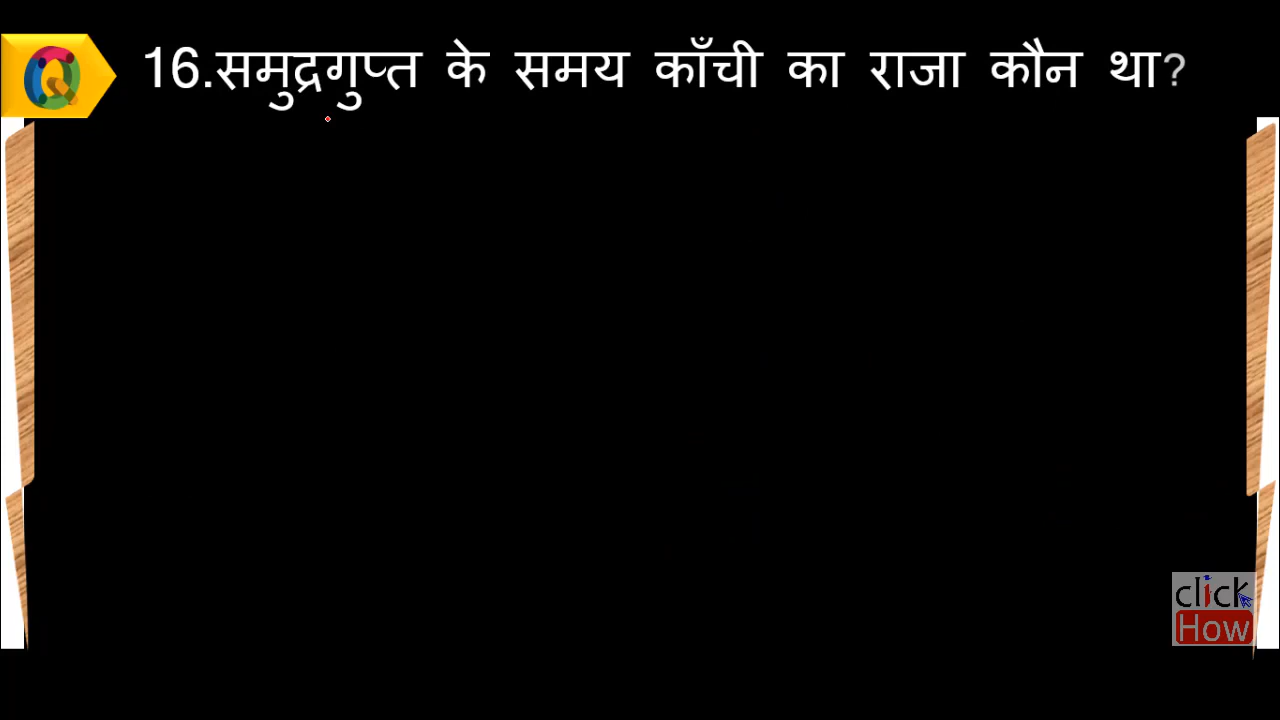 16.समुद्रगुप्त के समय काँची का राजा कौन था?
click
How